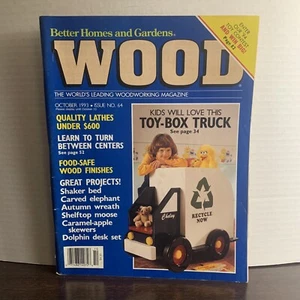 Better Homes and Gardens®
WOOD
THE WORLD'S LEADING WOODWORKING MAGAZINE
OCTOBER 1993 • ISSUE NO. 64
QUALITY LATHES
UNDER $600
LEARN TO TURN
BETWEEN CENTERS
See page 52
FOOD-SAFE
WOOD FINISHES
GREAT PROJECTS!
Shaker bed
Carved elephant
Autumn wreath
Shelftop moose
Caramel-apple
skewers
Dolphin desk set
KIDS WILL LOVE THIS
TOY-BOX TRUCK
See page 34
RECYCLE
NOW
AND WIN BIG!